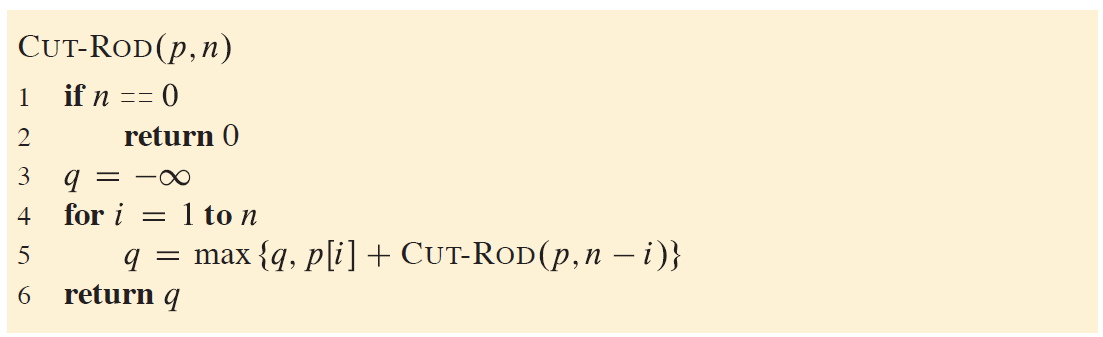 CUT-ROD(p, n)
1 if n == 0
2 return 0
3 q = −∞
4 for i = 1 to n
5 q = max {q, p[i] + CUT-ROD(p, n − i)}
6 return q